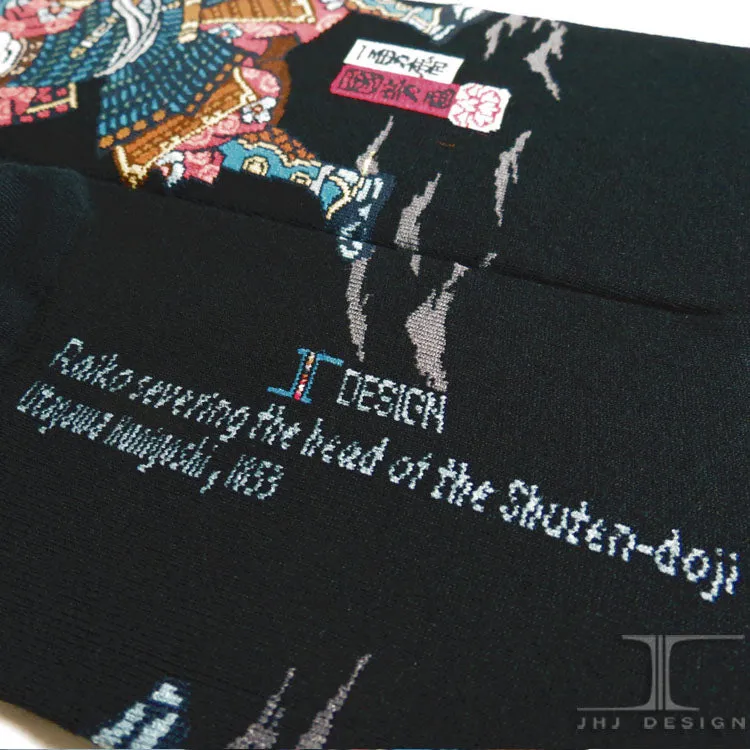 DESIGN
Raiko severing the head of the Shuten-doji
Utagawa Kuniyoshi, 1853
JHJ DESIGN